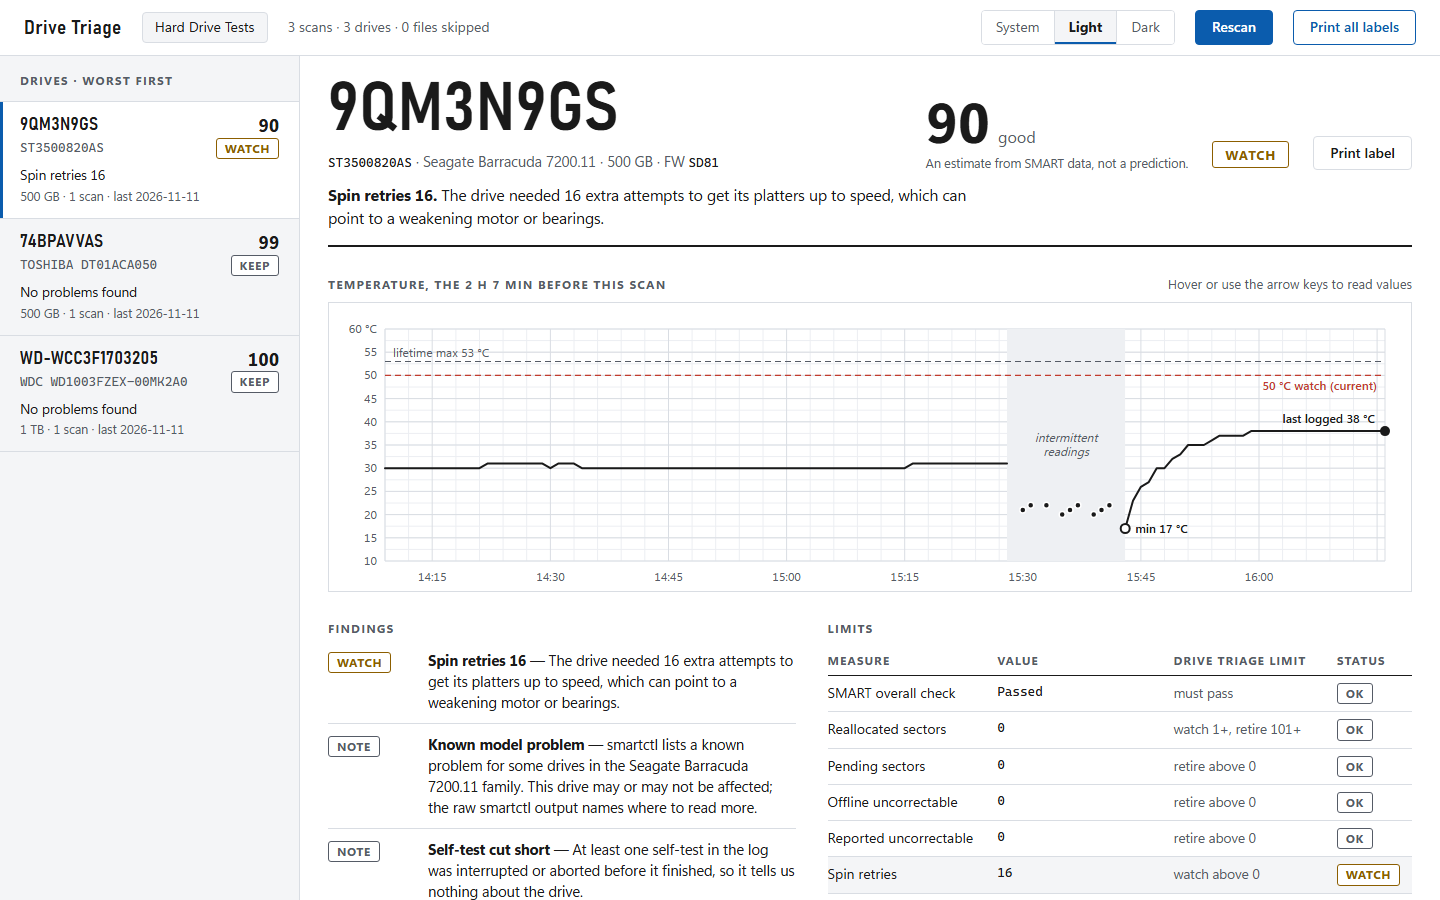 Drive Triage
Hard Drive Tests
3 scans · 3 drives · 0 files skipped
System
Light
Dark
Rescan
Print all labels
DRIVES · WORST FIRST
9QM3N9GS
90
ST3500820AS
WATCH
Spin retries 16
500 GB · 1 scan · last 2026-11-11
74BPAVVAS
99
TOSHIBA DT01ACA050
KEEP
No problems found
500 GB · 1 scan · last 2026-11-11
WD-WCC3F1703205
100
WDC WD1003FZEX-00MK2A0
KEEP
No problems found
1 TB · 1 scan · last 2026-11-11
9QM3N9GS
ST3500820AS · Seagate Barracuda 7200.11 · 500 GB · FW SD81
90 good
An estimate from SMART data, not a prediction.
WATCH
Print label
Spin retries 16. The drive needed 16 extra attempts to get its platters up to speed, which can
point to a weakening motor or bearings.
TEMPERATURE, THE 2 H 7 MIN BEFORE THIS SCAN
Hover or use the arrow keys to read values
60 °C
55
50
45
40
35
30
25
20
15
10
lifetime max 53 °C
50 °C watch (current)
last logged 38 °C
intermittent
readings
min 17 °C
14:15
14:30
14:45
15:00
15:15
15:30
15:45
16:00
FINDINGS
WATCH
Spin retries 16 — The drive needed 16 extra attempts to
get its platters up to speed, which can point to a
weakening motor or bearings.
NOTE
Known model problem — smartctl lists a known
problem for some drives in the Seagate Barracuda
7200.11 family. This drive may or may not be affected;
the raw smartctl output names where to read more.
NOTE
Self-test cut short — At least one self-test in the log
was interrupted or aborted before it finished, so it tells us
nothing about the drive.
LIMITS
MEASURE VALUE DRIVE TRIAGE LIMIT STATUS
SMART overall check Passed must pass OK
Reallocated sectors 0 watch 1+, retire 101+ OK
Pending sectors 0 retire above 0 OK
Offline uncorrectable 0 retire above 0 OK
Reported uncorrectable 0 retire above 0 OK
Spin retries 16 watch above 0 WATCH